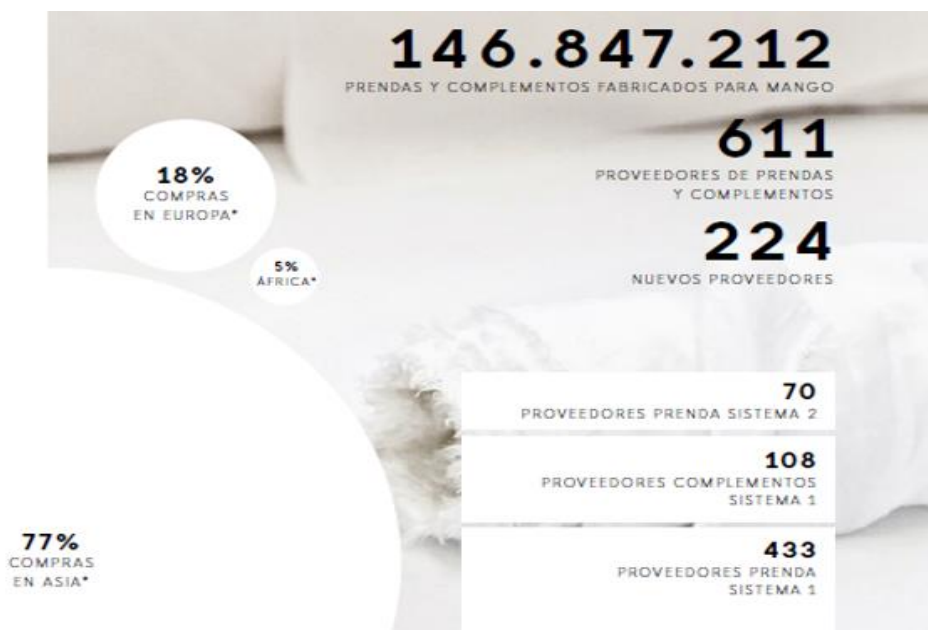 146.847.212
PRENDAS Y COMPLEMENTOS FABRICADOS PARA MANGO
611
PROVEEDORES DE PRENDAS
Y COMPLEMENTOS
224
NUEVOS PROVEEDORES
18%
COMPRAS
EN EUROPA*
5%
ÁFRICA*
77%
COMPRAS
EN ASIA*
70
PROVEEDORES PRENDA SISTEMA 2
108
PROVEEDORES COMPLEMENTOS
SISTEMA 1
433
PROVEEDORES PRENDA
SISTEMA 1